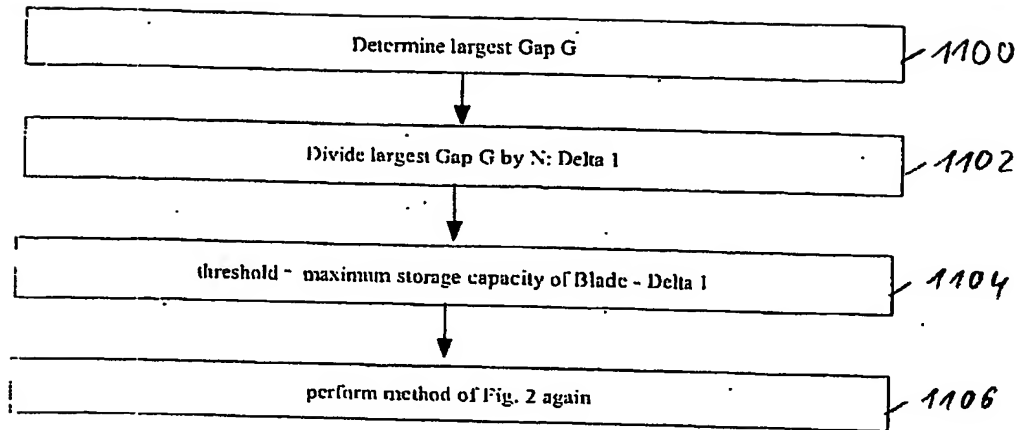 Determine largest Gap G
1100
Divide largest Gap G by N: Delta 1
1102
threshold - maximum storage capacity of Blade - Delta 1
1104
perform method of Fig. 2 again
1106